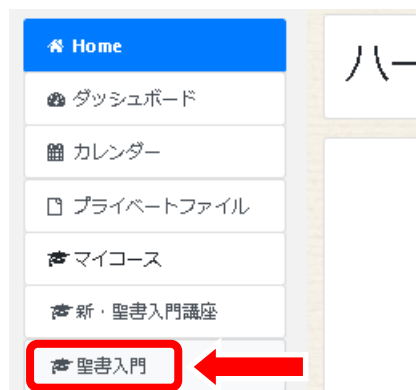 Home
ダッシュボード
カレンダー
プライベートファイル
マイコース
新・聖書入門講座
聖書入門
ハー